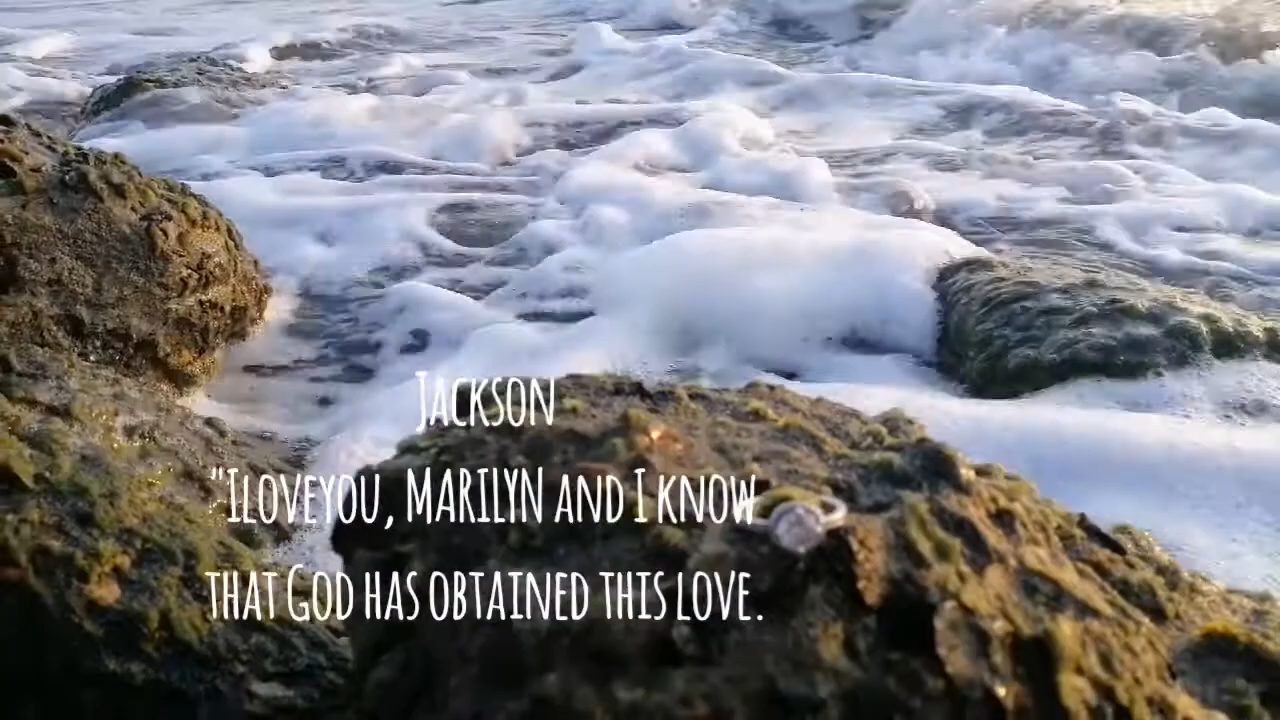 Jackson
"Iloveyou, MARILYN and I know
that God has obtained this love.